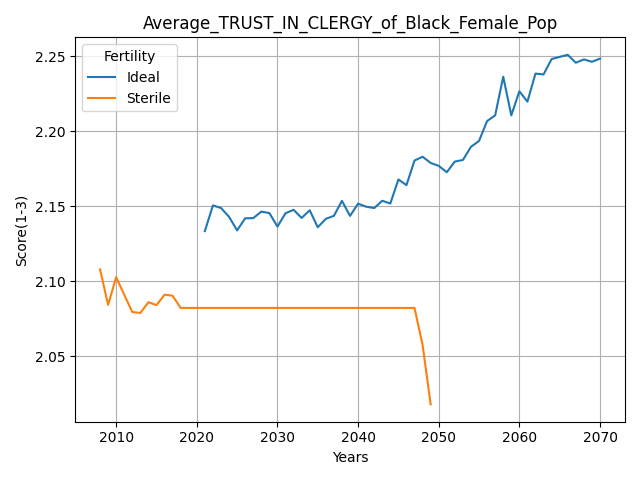 Average_TRUST_IN_CLERGY_of_Black_Female_Pop
Fertility
Ideal
Sterile
Score(1-3)
2.25
2.20
2.15
2.10
2.05
2010 2020 2030 2040 2050 2060 2070
Years